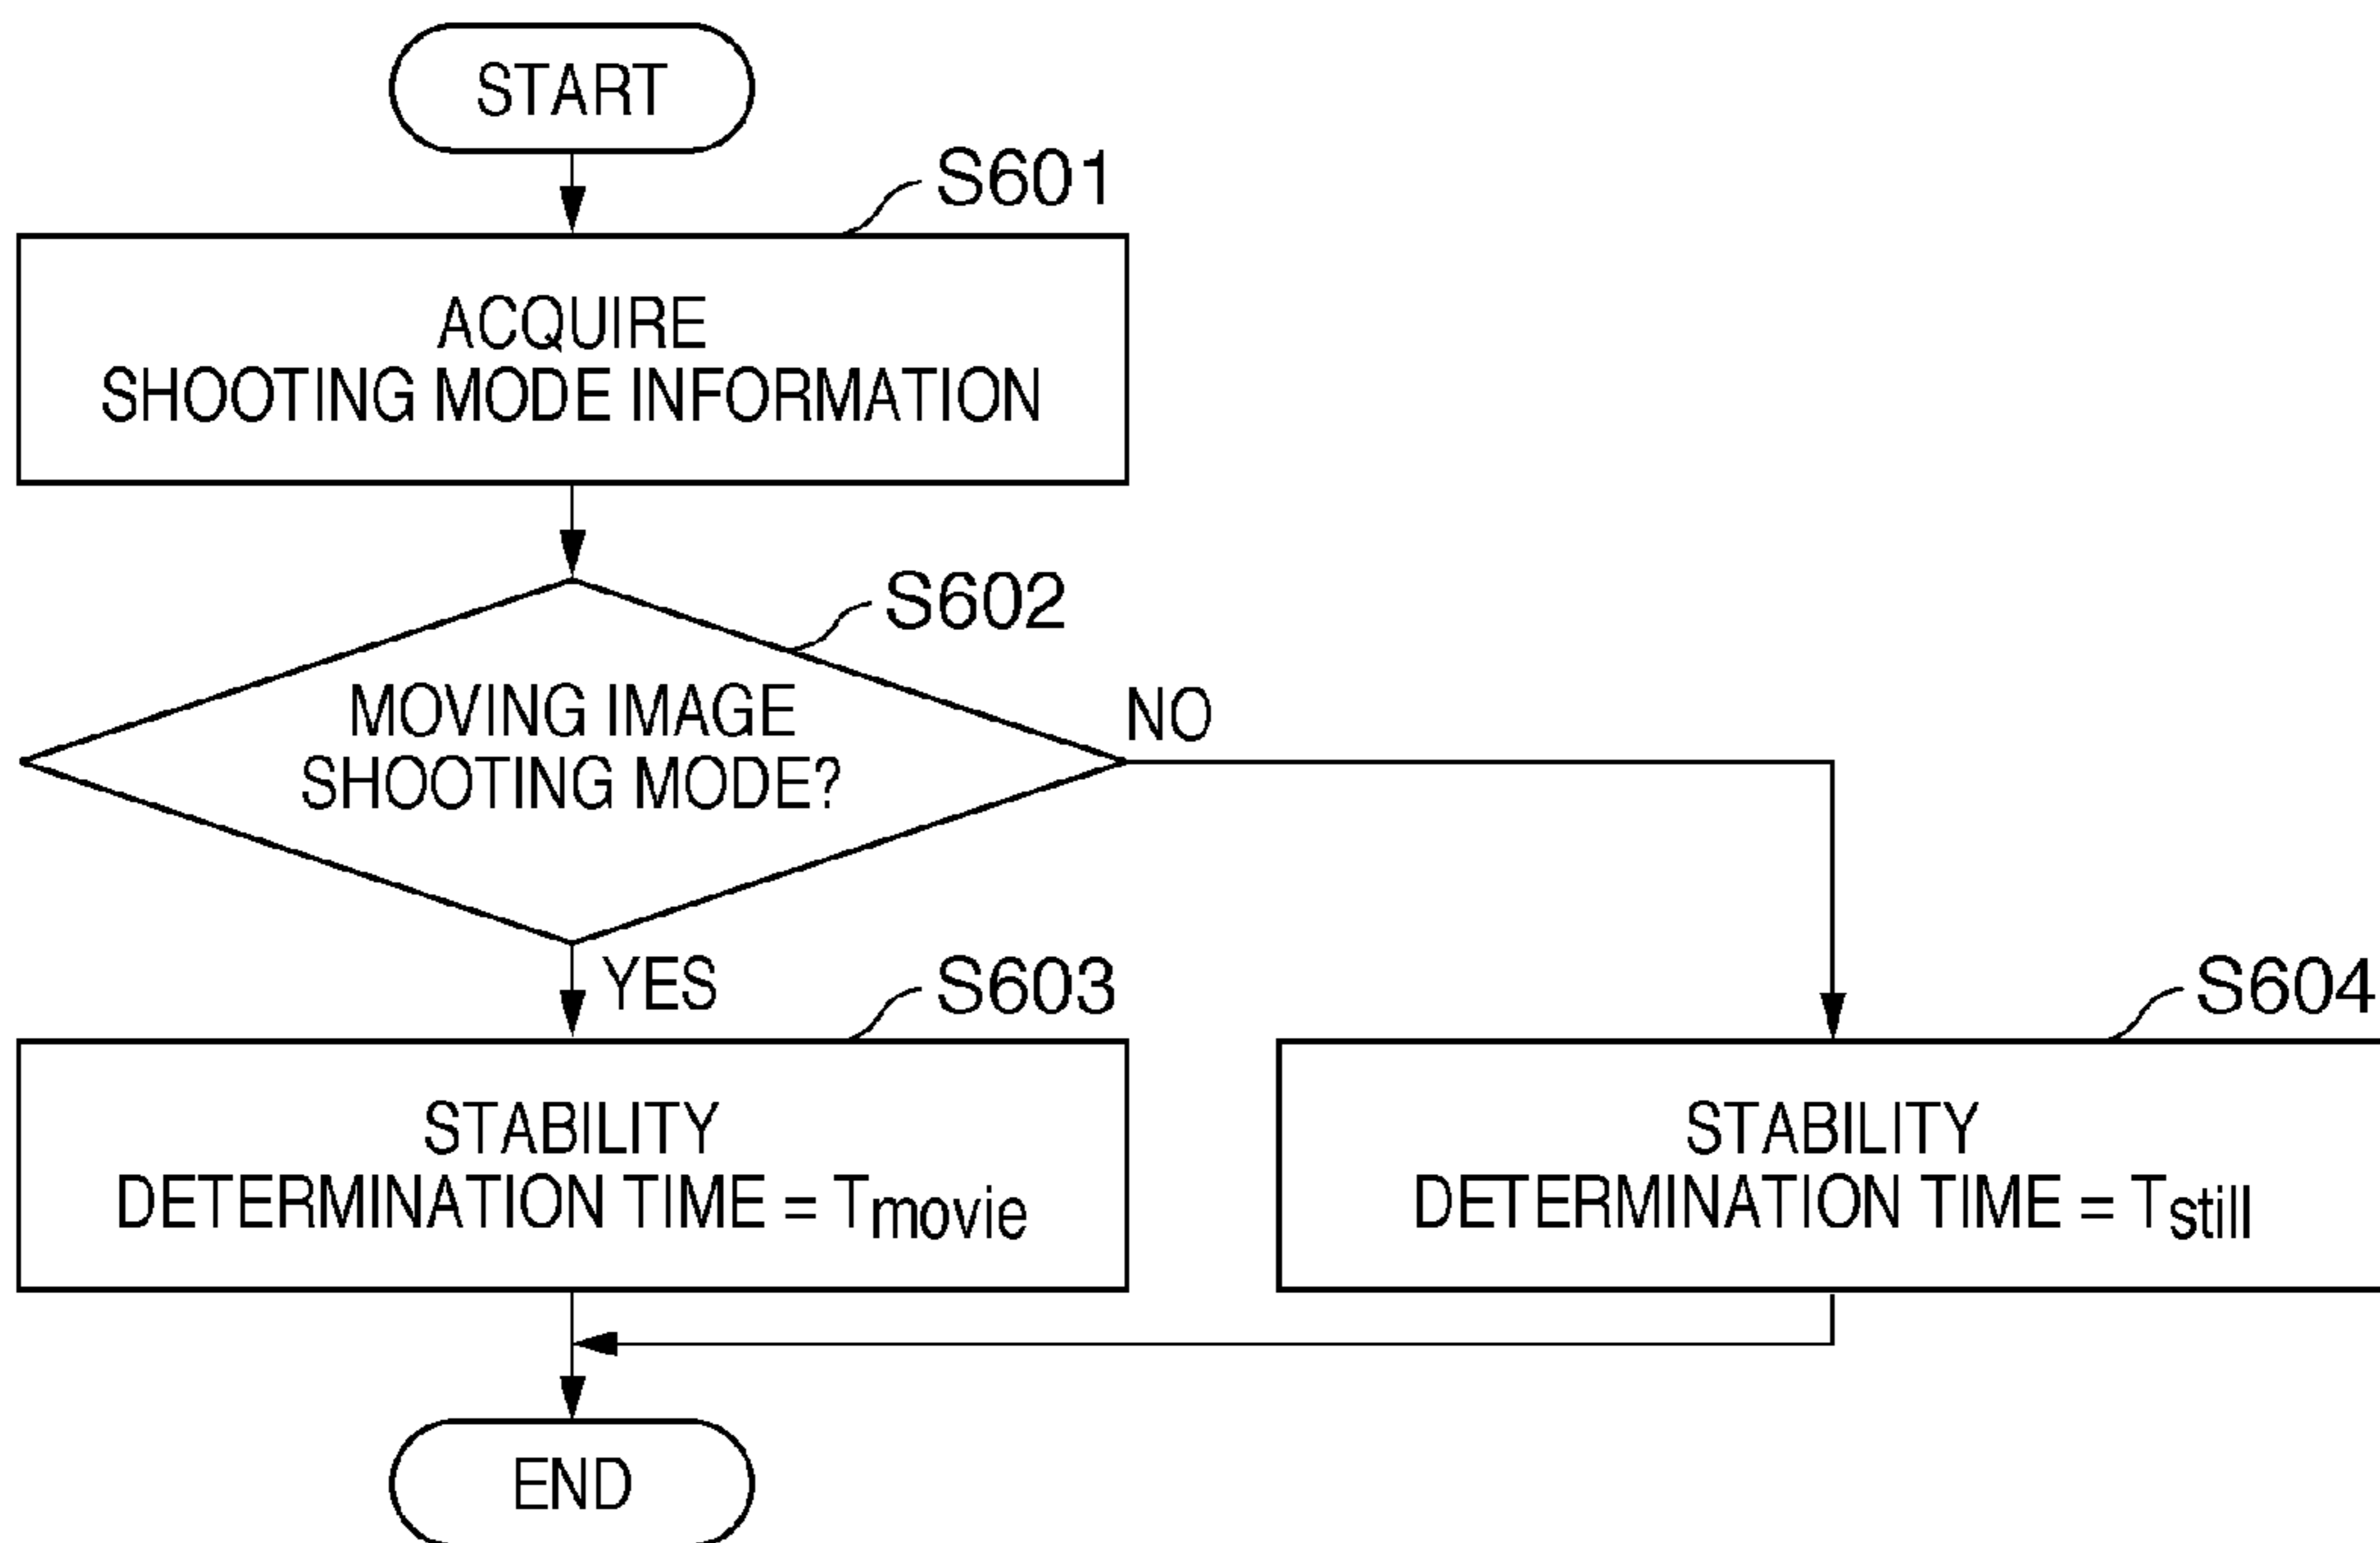 START
S601
ACQUIRE
SHOOTING MODE INFORMATION
S602
MOVING IMAGE
SHOOTING MODE?
NO
YES
S603
STABILITY
DETERMINATION TIME = Tmovie
S604
STABILITY
DETERMINATION TIME = Tstill
END